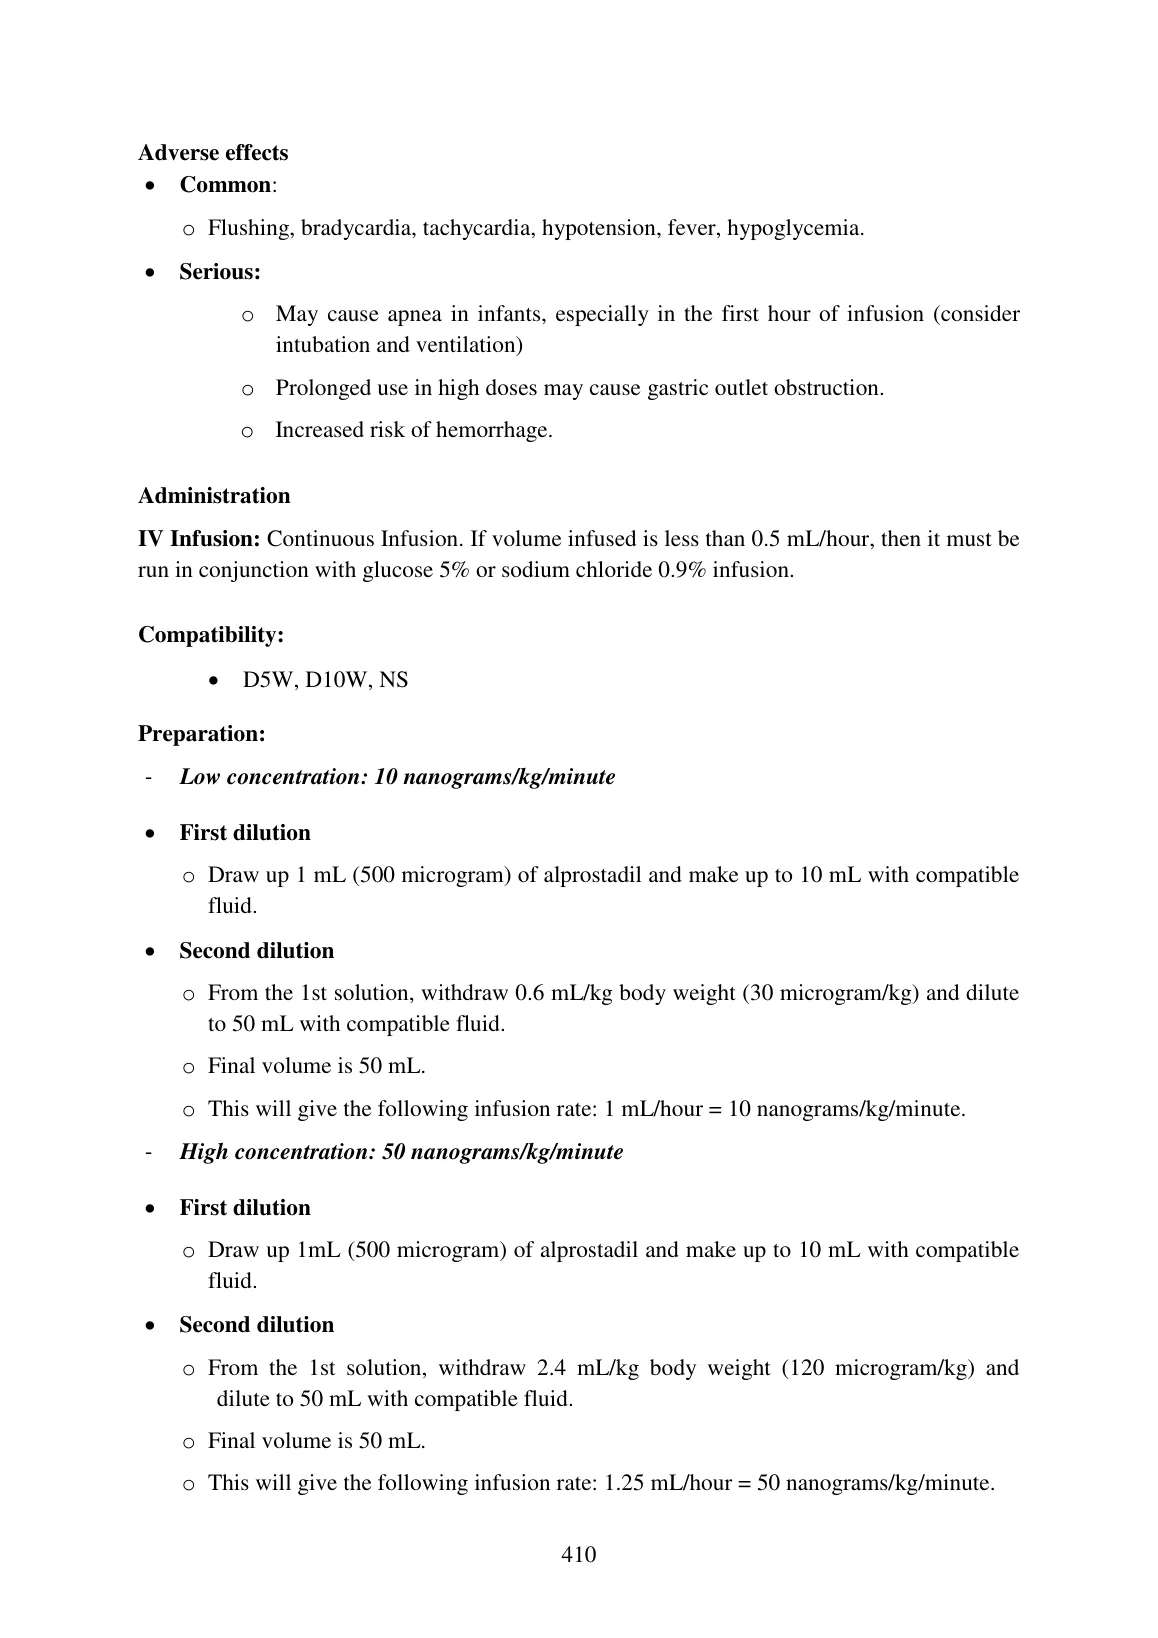 Adverse effects
• Common:
o Flushing, bradycardia, tachycardia, hypotension, fever, hypoglycemia.
• Serious:
o May cause apnea in infants, especially in the first hour of infusion (consider
intubation and ventilation)
o Prolonged use in high doses may cause gastric outlet obstruction.
o Increased risk of hemorrhage.
Administration
IV Infusion: Continuous Infusion. If volume infused is less than 0.5 mL/hour, then it must be
run in conjunction with glucose 5% or sodium chloride 0.9% infusion.
Compatibility:
• D5W, D10W, NS
Preparation:
- Low concentration: 10 nanograms/kg/minute
• First dilution
o Draw up 1 mL (500 microgram) of alprostadil and make up to 10 mL with compatible
fluid.
• Second dilution
o From the 1st solution, withdraw 0.6 mL/kg body weight (30 microgram/kg) and dilute
to 50 mL with compatible fluid.
o Final volume is 50 mL.
o This will give the following infusion rate: 1 mL/hour = 10 nanograms/kg/minute.
- High concentration: 50 nanograms/kg/minute
• First dilution
o Draw up 1mL (500 microgram) of alprostadil and make up to 10 mL with compatible
fluid.
• Second dilution
o From the 1st solution, withdraw 2.4 mL/kg body weight (120 microgram/kg) and
dilute to 50 mL with compatible fluid.
o Final volume is 50 mL.
o This will give the following infusion rate: 1.25 mL/hour = 50 nanograms/kg/minute.
410